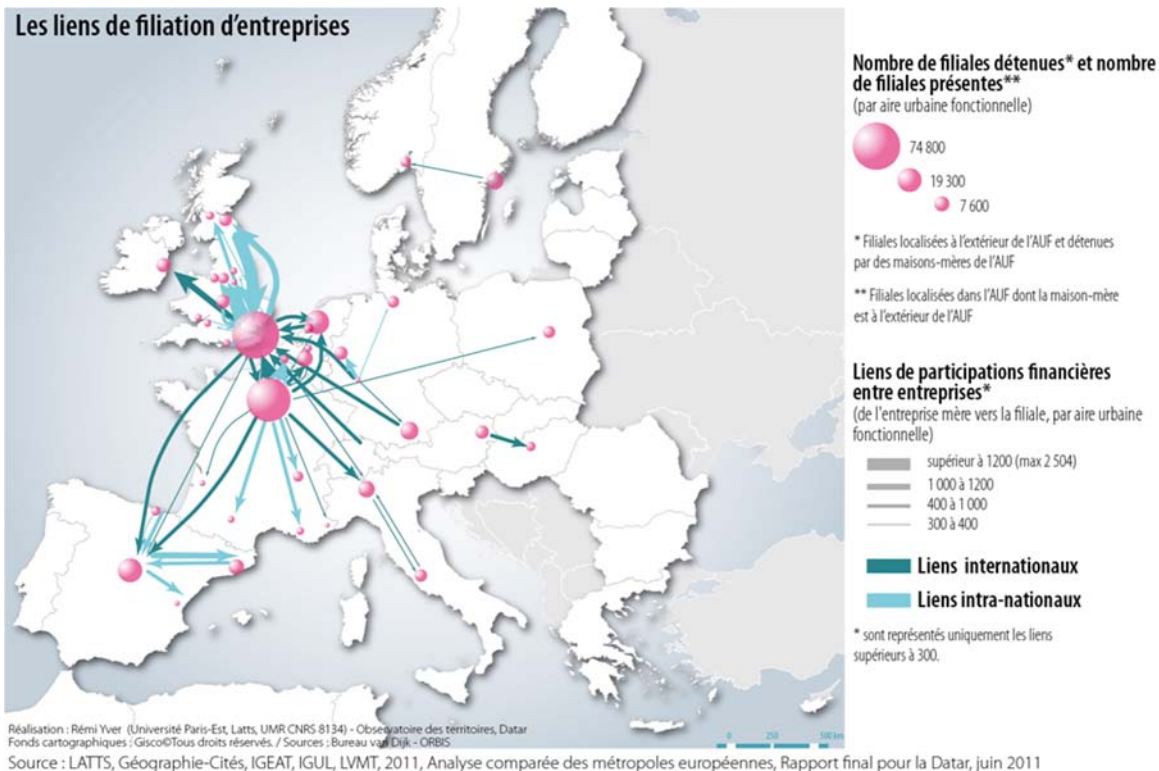 Les liens de filiation d'entreprises
Nombre de filiales détenues* et nombre
de filiales présentes**
(par aire urbaine fonctionnelle)
74 800
19 300
7 600
* Filiales localisées à l'extérieur de l'AUF et détenues
par des maisons-mères de l'AUF
** Filiales localisées dans l'AUF dont la maison-mère
est à l'extérieur de l'AUF
Liens de participations financières
entre entreprises*
(de l'entreprise mère vers la filiale, par aire urbaine
fonctionnelle)
supérieur à 1200 (max 2 504)
1 000 à 1200
400 à 1 000
300 à 400
Liens internationaux
Liens intra-nationaux
* sont représentés uniquement les liens
supérieurs à 300.
0 250 500 km
Réalisation : Rémi Yver (Université Paris-Est, Latts, UMR CNRS 8134) - Observatoire des territoires, Datar
Fonds cartographiques : Gisco©Tous droits réservés. / Sources : Bureau van Dijk - ORBIS
Source : LATTS, Géographie-Cités, IGEAT, IGUL, LVMT, 2011, Analyse comparée des métropoles européennes, Rapport final pour la Datar, juin 2011